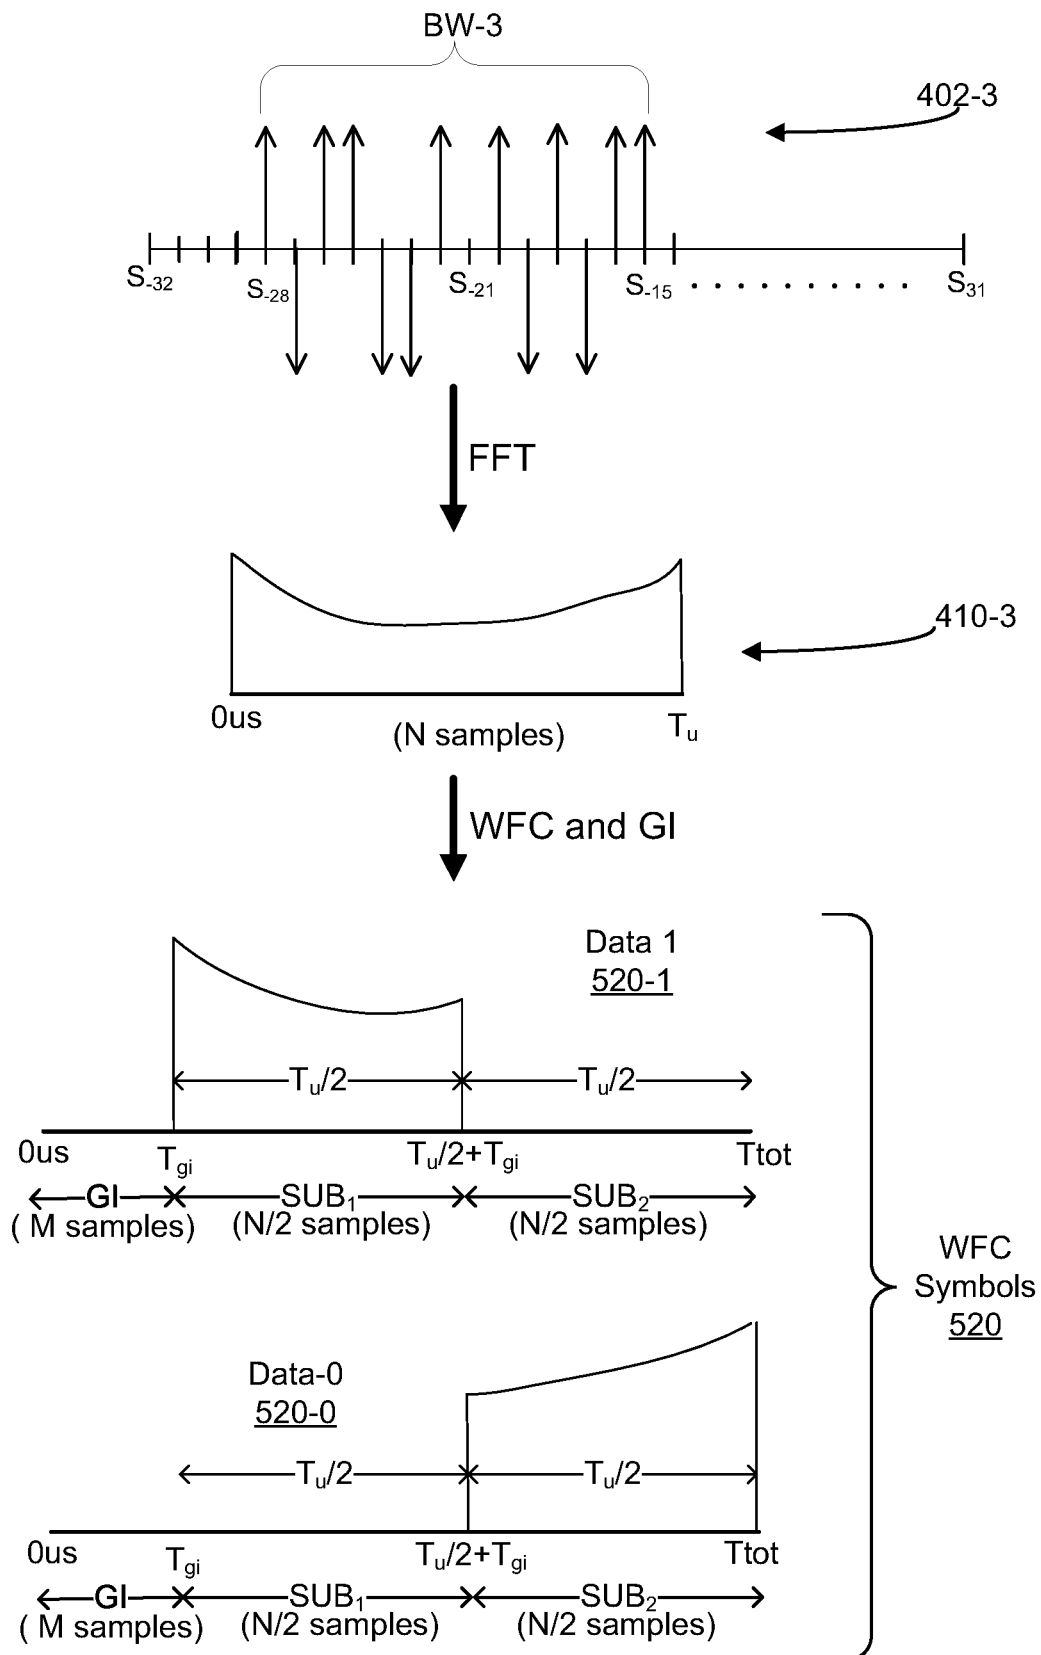 BW-3
402-3
S-32
S-28
S-21
S-15
S31
FFT
410-3
0us
(N samples)
Tu
WFC and GI
Data 1
520-1
Tu/2
Tu/2
0us
Tgi
Tu/2+Tgi
Ttot
GI
SUB1
SUB2
( M samples)
(N/2 samples)
(N/2 samples)
WFC
Symbols
520
Data-0
520-0
Tu/2
Tu/2
0us
Tgi
Tu/2+Tgi
Ttot
GI
SUB1
SUB2
( M samples)
(N/2 samples)
(N/2 samples)